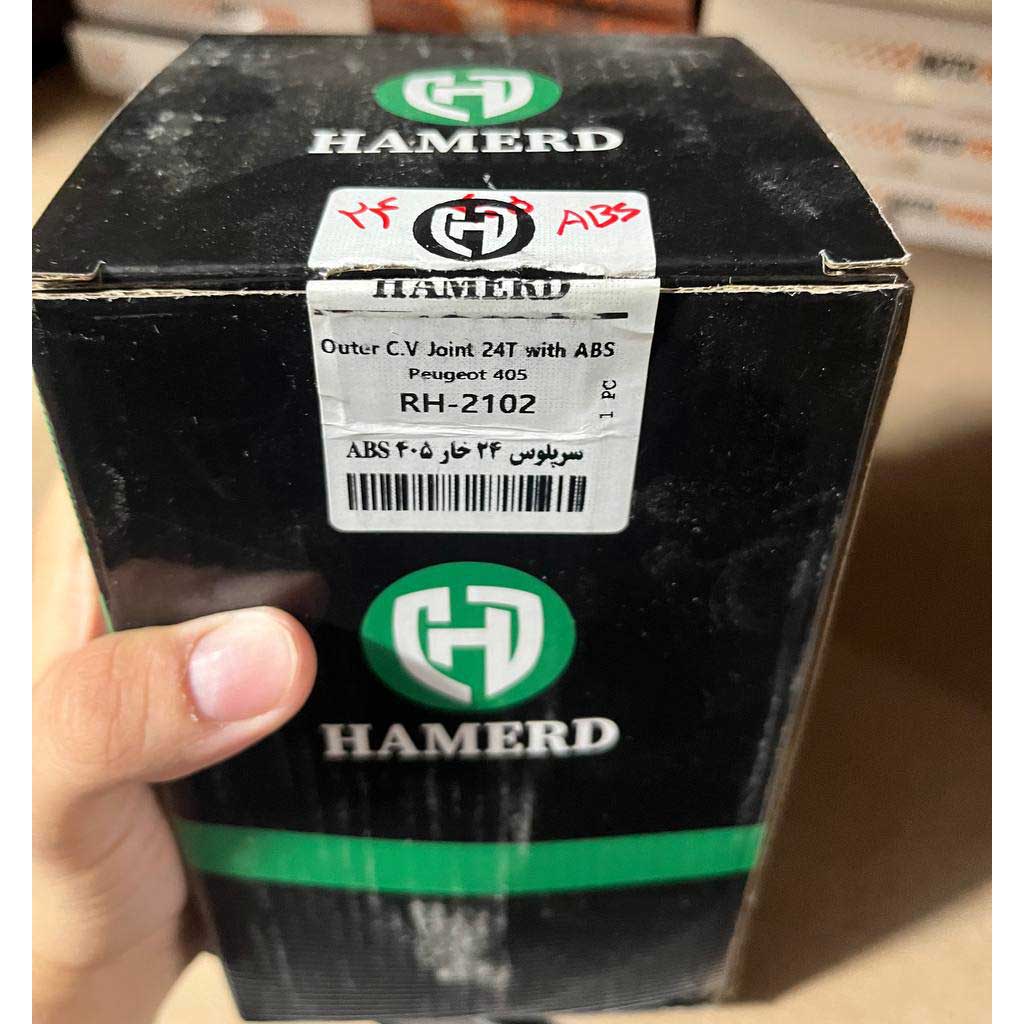 HAMERD
۲۴ ۴۰۵ ABS
HAMERD
Outer C.V Joint 24T with ABS
Peugeot 405
RH-2102
1 PC
سرپلوس ۲۴ خار ۴۰۵ ABS
HAMERD